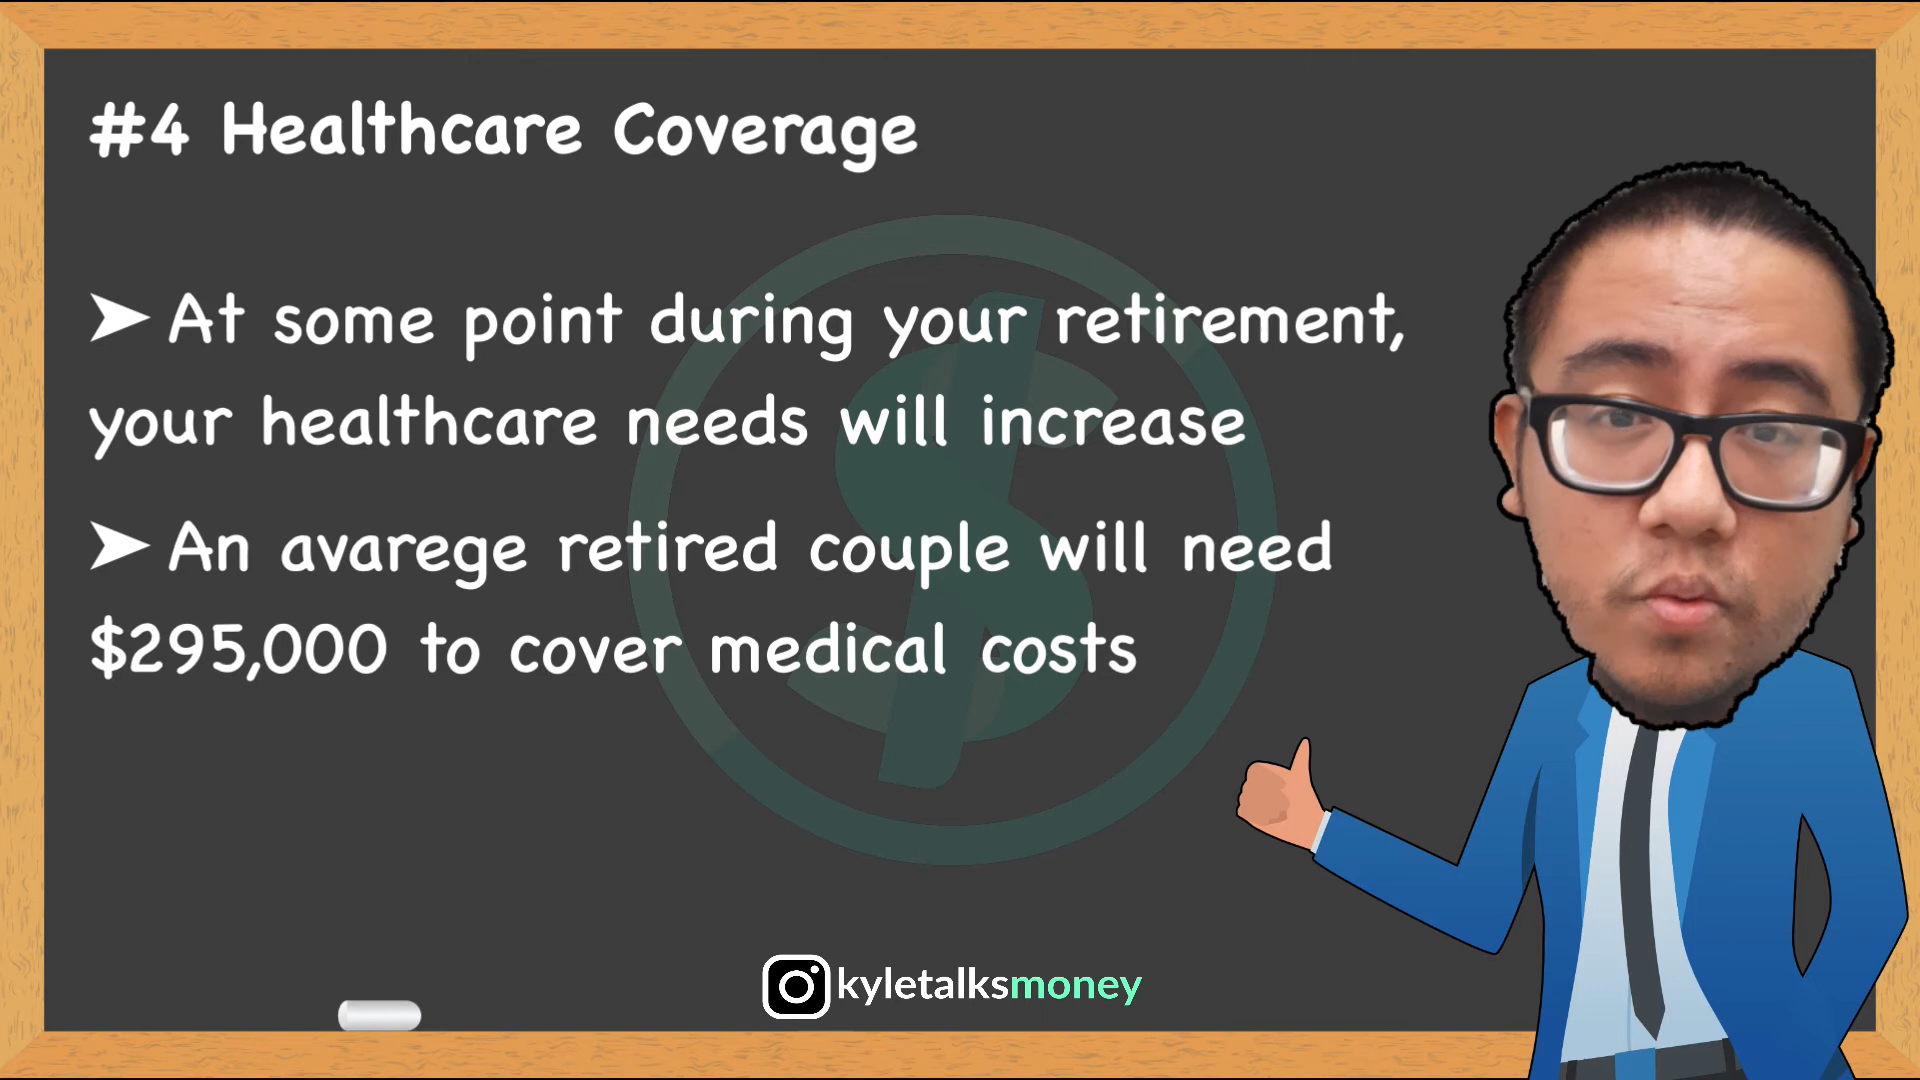 #4 Healthcare Coverage
➤ At some point during your retirement,
your healthcare needs will increase
➤ An avarege retired couple will need
$295,000 to cover medical costs
kyletalksmoney